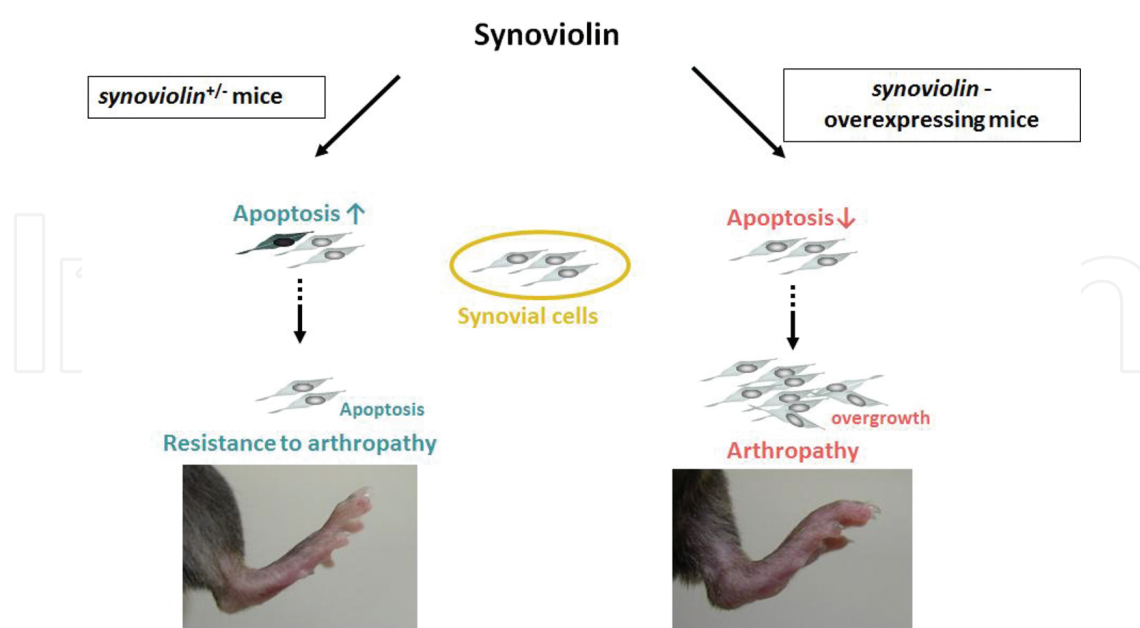 Synoviolin
synoviolin+/- mice
synoviolin -
overexpressing mice
Apoptosis ↑
Apoptosis↓
Synovial cells
Apoptosis
overgrowth
Resistance to arthropathy
Arthropathy